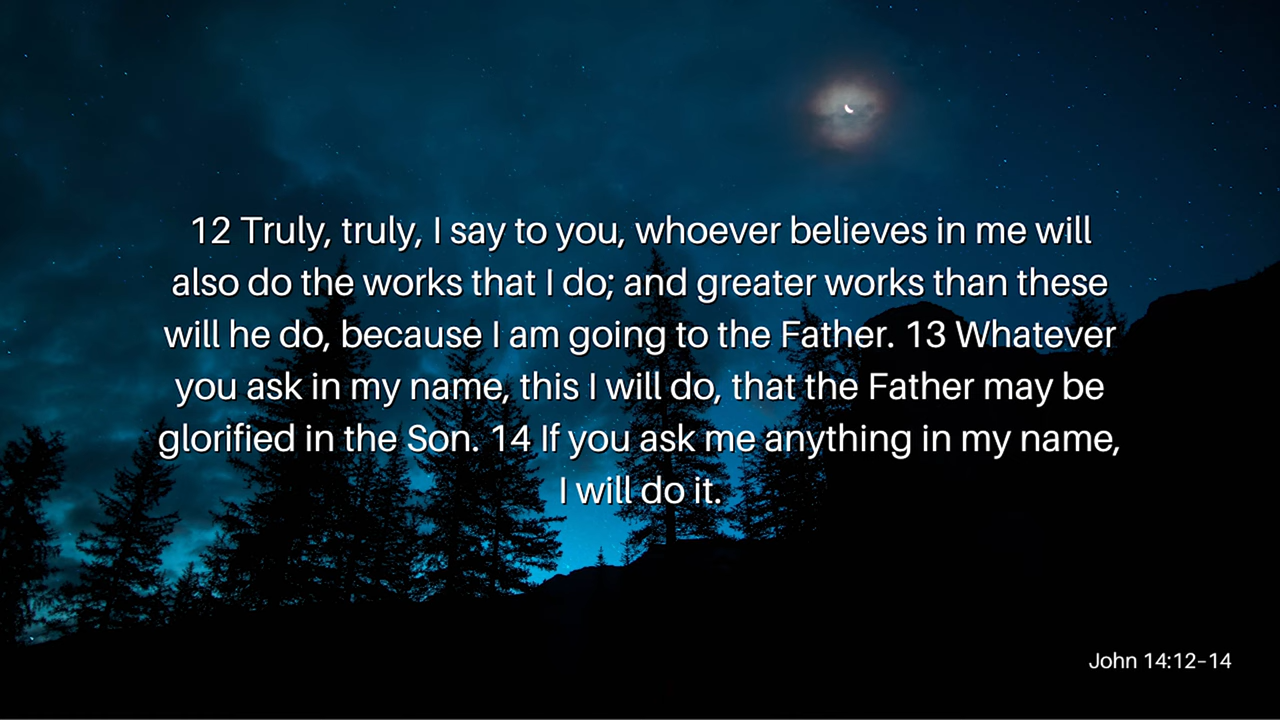 12 Truly, truly, I say to you, whoever believes in me will
also do the works that I do; and greater works than these
will he do, because I am going to the Father. 13 Whatever
you ask in my name, this I will do, that the Father may be
glorified in the Son. 14 If you ask me anything in my name,
I will do it.
John 14:12–14